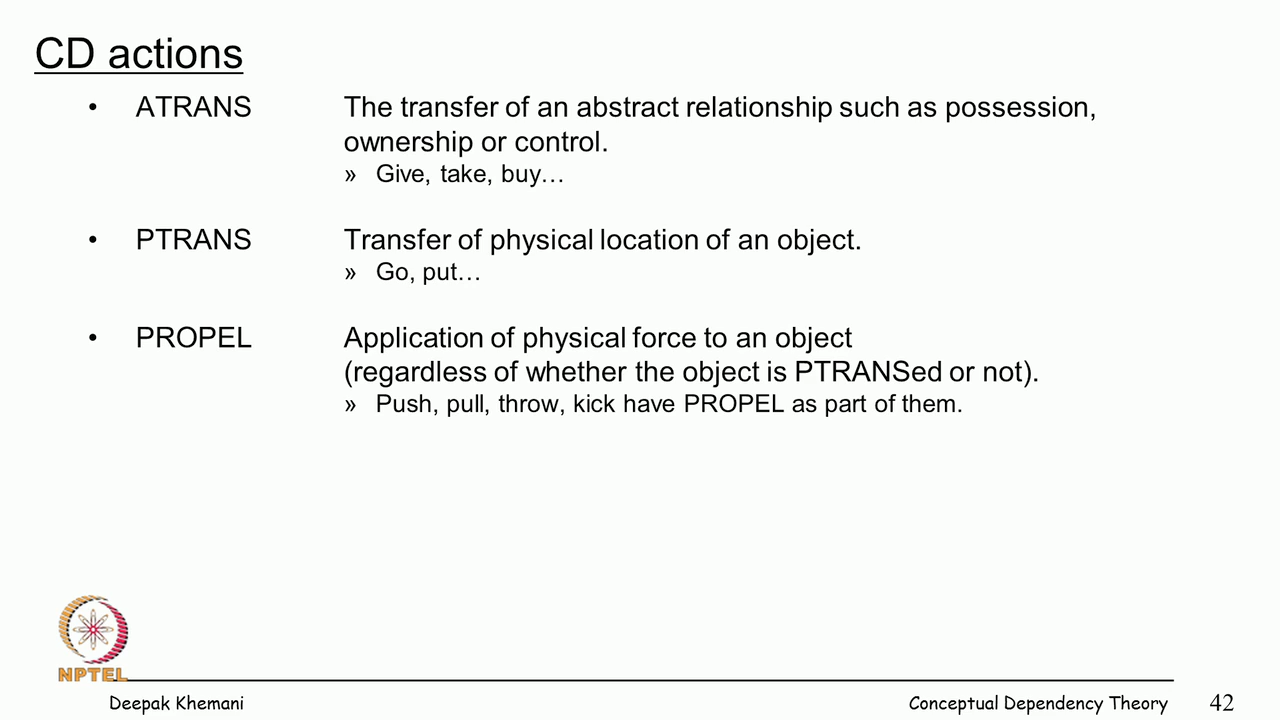 CD actions
• ATRANS The transfer of an abstract relationship such as possession,
ownership or control.
» Give, take, buy…
• PTRANS Transfer of physical location of an object.
» Go, put…
• PROPEL Application of physical force to an object
(regardless of whether the object is PTRANSed or not).
» Push, pull, throw, kick have PROPEL as part of them.
NPTEL
Deepak Khemani Conceptual Dependency Theory 42